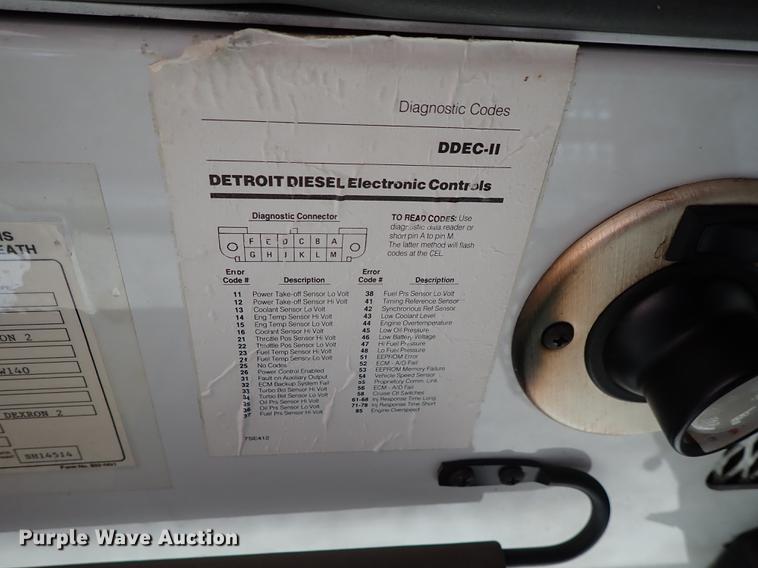 Diagnostic Codes
DDEC-II
DETROIT DIESEL Electronic Controls
Diagnostic Connector
F E D C B A
G H J K L M
TO READ CODES: Use
diagnostic data reader or
short pin A to pin M.
The latter method will flash
codes at the CEL.
Error
Code # Description
11 Power Take-off Sensor Lo Volt
12 Power Take-off Sensor Hi Volt
13 Coolant Sensor Lo Volt
14 Eng Temp Sensor Hi Volt
15 Eng Temp Sensor Lo Volt
16 Coolant Sensor Hi Volt
21 Throttle Pos Sensor Hi Volt
22 Throttle Pos Sensor Lo Volt
23 Fuel Temp Sensor Hi Volt
24 Fuel Temp Sensor Lo Volt
25 No Codes
26 Power Control Enabled
31 Fault on Auxiliary Output
32 ECM Backup System Fail
33 Turbo Bst Sensor Hi Volt
34 Turbo Bst Sensor Lo Volt
35 Oil Prs Sensor Hi Volt
36 Oil Prs Sensor Lo Volt
37 Fuel Prs Sensor Hi Volt
Error
Code # Description
38 Fuel Prs Sensor Lo Volt
41 Timing Reference Sensor
42 Synchronous Ref Sensor
43 Low Coolant Level
44 Engine Overtemperature
45 Low Oil Pressure
46 Low Battery Voltage
47 Hi Fuel Pressure
48 Lo Fuel Pressure
51 EEPROM Error
52 ECM - A/D Fail
53 EEPROM Memory Failure
54 Vehicle Speed Sensor
55 Proprietary Comm. Link
56 ECM - A/D Fail
58 Cruise Ctl Switches
61-68 Inj Response Time Long
71-78 Inj Response Time Short
85 Engine Overspeed
7SE412
EATH
DEXRON 2
SH14514
Purple Wave Auction